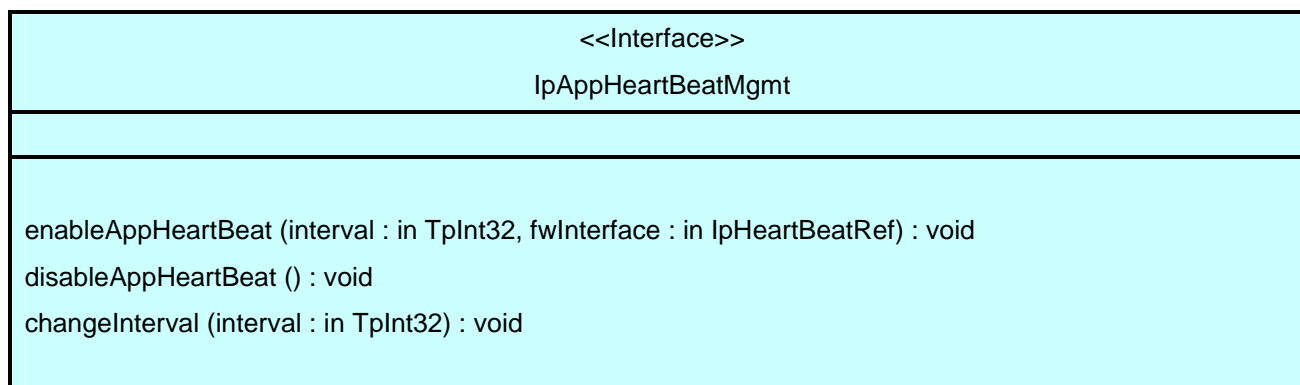 <<Interface>>
IpAppHeartBeatMgmt
enableAppHeartBeat (interval : in TpInt32, fwInterface : in IpHeartBeatRef) : void
disableAppHeartBeat () : void
changeInterval (interval : in TpInt32) : void